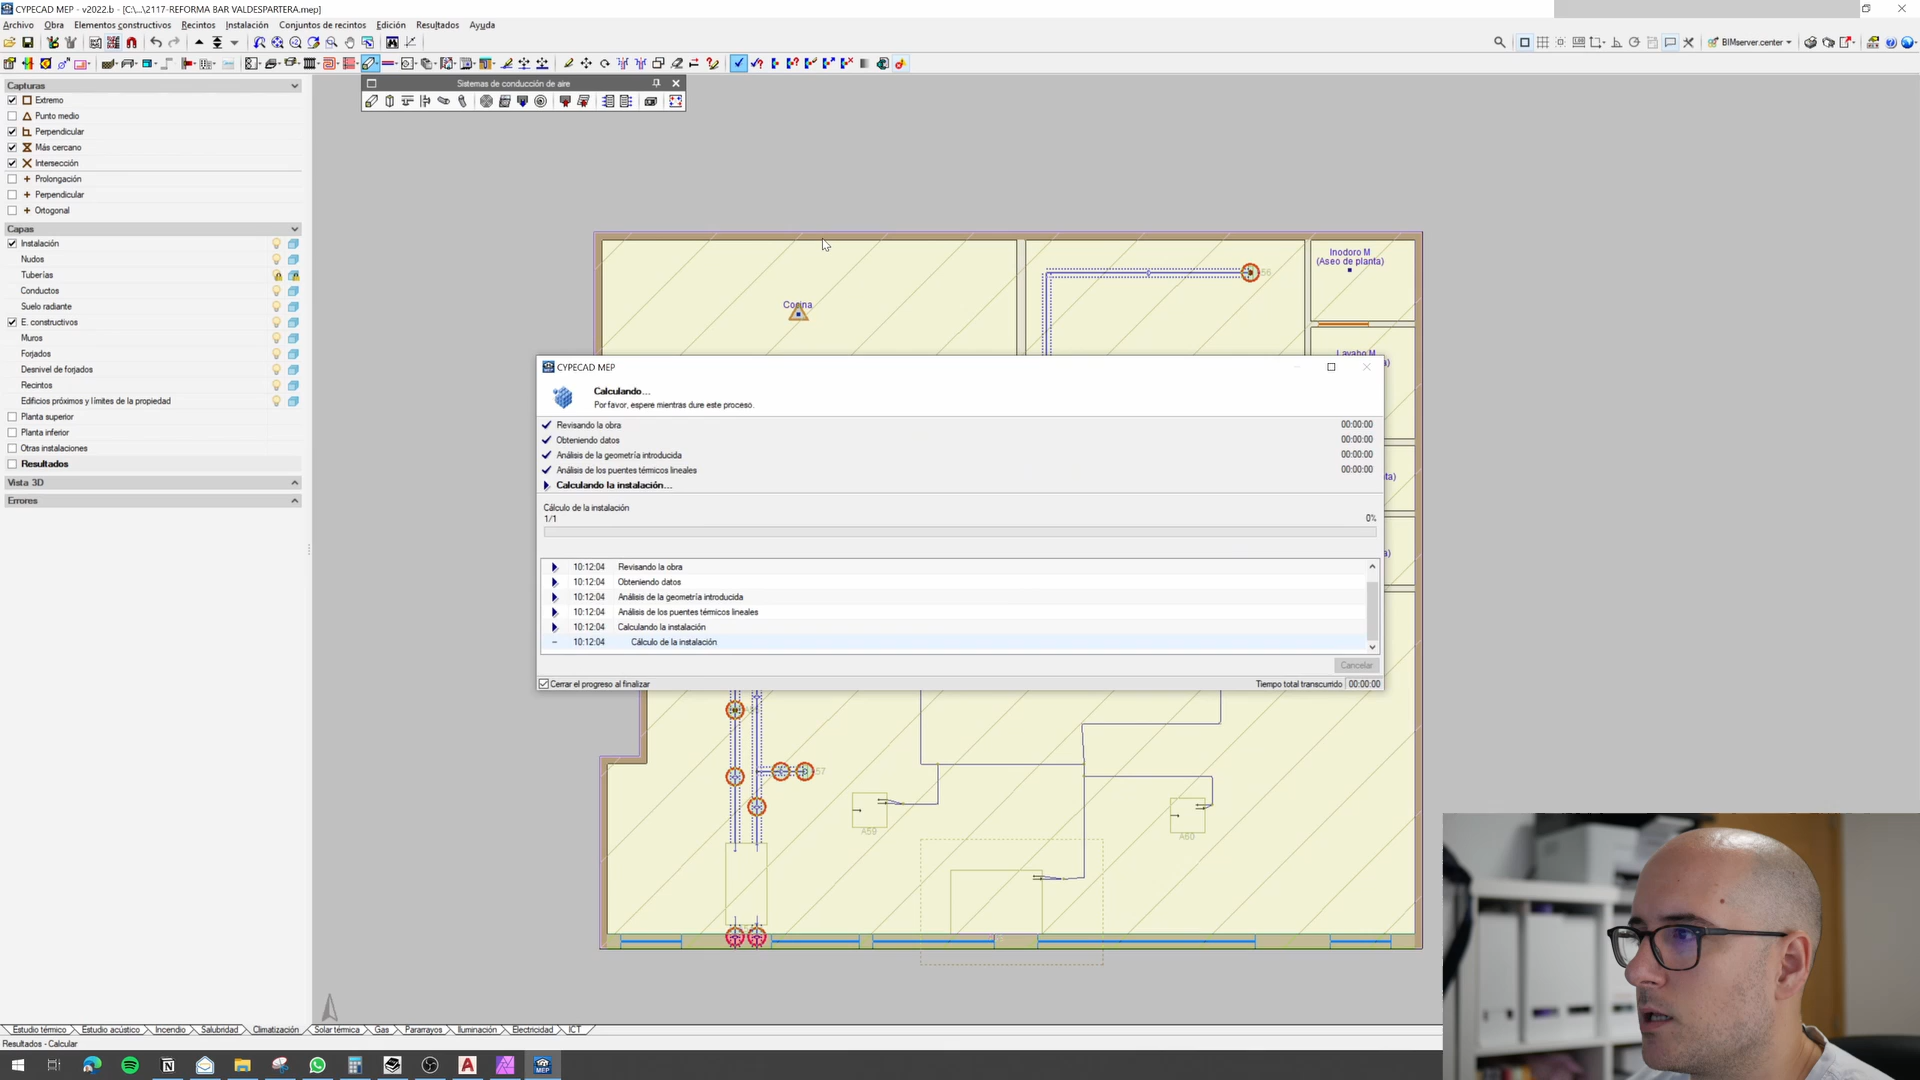 CYPECAD MEP - v2022.b - [C:\...\2117-REFORMA BAR VALDESPARTERA.mep]
Archivo Obra Elementos constructivos Recintos Instalación Conjuntos de recintos Edición Resultados Ayuda
BIMserver.center
Capturas
Extremo
Punto medio
Perpendicular
Más cercano
Intersección
Prolongación
Perpendicular
Ortogonal
Capas
Instalación
Nudos
Tuberías
Conductos
Suelo radiante
E. constructivos
Muros
Forjados
Desnivel de forjados
Recintos
Edificios próximos y límites de la propiedad
Planta superior
Planta inferior
Otras instalaciones
Resultados
Vista 3D
Errores
Sistemas de conducción de aire
Cocina
Inodoro M
(Aseo de planta)
CYPECAD MEP
Calculando...
Por favor, espere mientras dure este proceso.
Revisando la obra 00:00:00
Obteniendo datos 00:00:00
Análisis de la geometría introducida 00:00:00
Análisis de los puentes térmicos lineales 00:00:00
Calculando la instalación...
Cálculo de la instalación
1/1 0%
10:12:04 Revisando la obra
10:12:04 Obteniendo datos
10:12:04 Análisis de la geometría introducida
10:12:04 Análisis de los puentes térmicos lineales
10:12:04 Calculando la instalación
10:12:04 Cálculo de la instalación
Cancelar
Cerrar el progreso al finalizar Tiempo total transcurrido 00:00:00
A59
A60
Estudio térmico Estudio acústico Incendio Salubridad Climatización Solar térmica Gas Pararrayos Iluminación Electricidad ICT
Resultados - Calcular